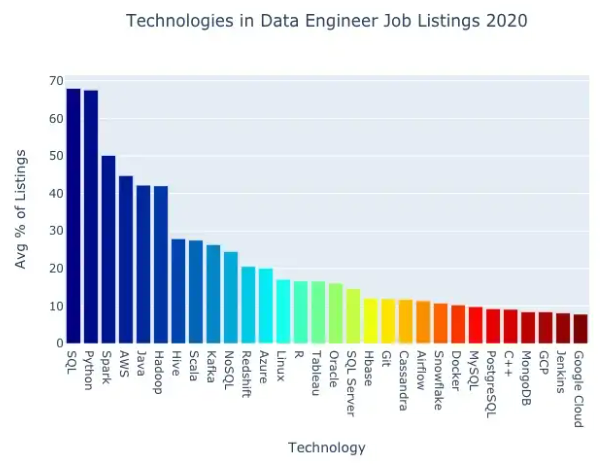 Technologies in Data Engineer Job Listings 2020
Avg % of Listings
70
60
50
40
30
20
10
0
SQL
Python
Spark
AWS
Java
Hadoop
Hive
Scala
Kafka
NoSQL
Redshift
Azure
Linux
R
Tableau
Oracle
SQL Server
Hbase
Git
Cassandra
Airflow
Snowflake
Docker
MySQL
PostgreSQL
C++
MongoDB
GCP
Jenkins
Google Cloud
Technology